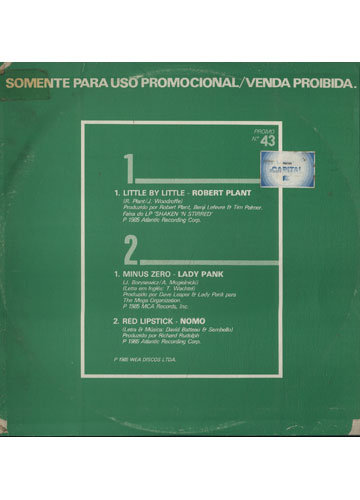 SOMENTE PARA USO PROMOCIONAL/VENDA PROIBIDA.
PROMO
Nº 43
CAPITAL
1
1. LITTLE BY LITTLE - ROBERT PLANT
(R. Plant/J. Woodroffe)
Produzido por Robert Plant, Benji Lefevre & Tim Palmer.
Faixa do LP 'SHAKEN 'N STIRRED'
P 1985 Atlantic Recording Corp.
2
1. MINUS ZERO - LADY PANK
(J. Borysewicz/A. Mogielnicki)
(Letra em Inglês: T. Wachtel)
Produzido por Dave Lesper & Lady Pank para
The Moga Organization
P 1985 MCA Records, Inc.
2. RED LIPSTICK - NOMO
(Letra & Música: David Batteau & Sembello)
Produzido por Richard Rudolph
P 1985 Atlantic Recording Corp.
P 1985 WEA DISCOS LTDA.